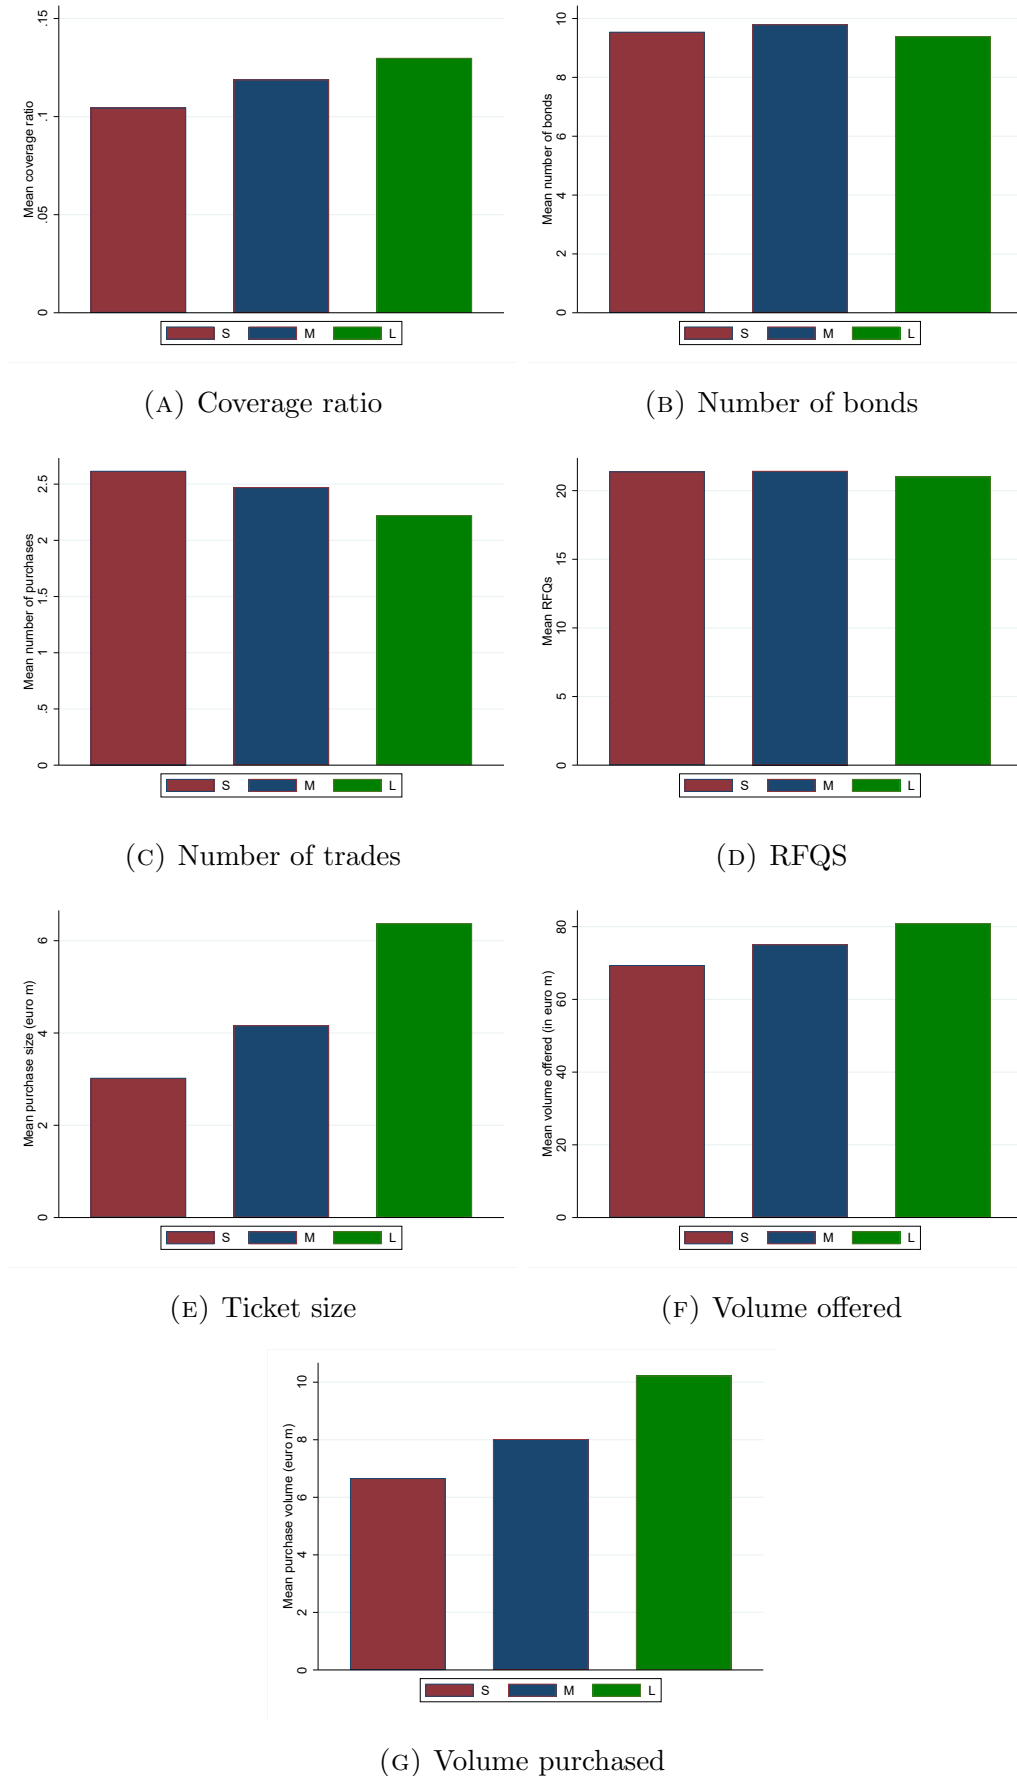 Mean coverage ratio
0 .05 .1 .15
S M L
(A) Coverage ratio
Mean number of bonds
0 2 4 6 8 10
S M L
(B) Number of bonds
Mean number of purchases
0 .5 1 1.5 2 2.5
S M L
(C) Number of trades
Mean RFQs
0 5 10 15 20
S M L
(D) RFQS
Mean purchase size (euro m)
0 2 4 6
S M L
(E) Ticket size
Mean volume offered (in euro m)
0 20 40 60 80
S M L
(F) Volume offered
Mean purchase volume (euro m)
0 2 4 6 8 10
S M L
(G) Volume purchased